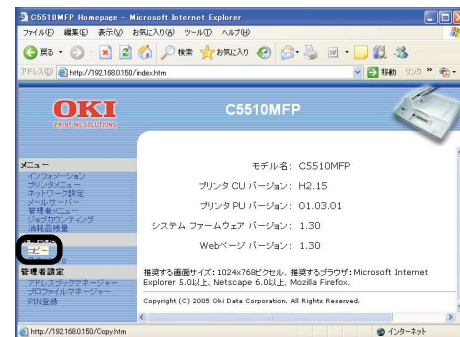 C5510MFP Homepage - Microsoft Internet Explorer
ファイル(F) 編集(E) 表示(V) お気に入り(A) ツール(T) ヘルプ(H)
戻る 検索 お気に入り
アドレス(D) http://192.168.0.150/index.htm 移動 リンク »
OKI
PRINTING SOLUTIONS
C5510MFP
メニュー
インフォメーション
プリンタメニュー
ネットワーク設定
メールサーバー
管理者メニュー
ジョブカウンティング
消耗品残量
コピー
管理者設定
アドレスブックマネージャー
プロファイルマネージャー
PIN登録
モデル名: C5510MFP
プリンタ CU バージョン: H2.15
プリンタ PU バージョン: 01.03.01
システム ファームウェア バージョン: 1.30
Webページ バージョン: 1.30
推奨する画面サイズ:1024x768ピクセル、推奨するブラウザ:Microsoft Internet
Explorer 5.0以上、Netscape 6.0以上、Mozilla Firefox.
Copyright (C) 2005 Oki Data Corporation. All Rights Reserved.
http://192.168.0.150/Copy.htm インターネット